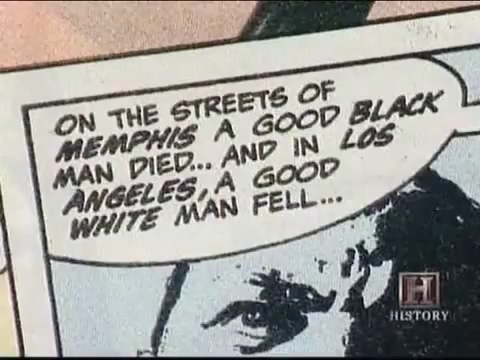 ON THE STREETS OF
MEMPHIS A GOOD BLACK
MAN DIED... AND IN LOS
ANGELES, A GOOD
WHITE MAN FELL...
H
HISTORY